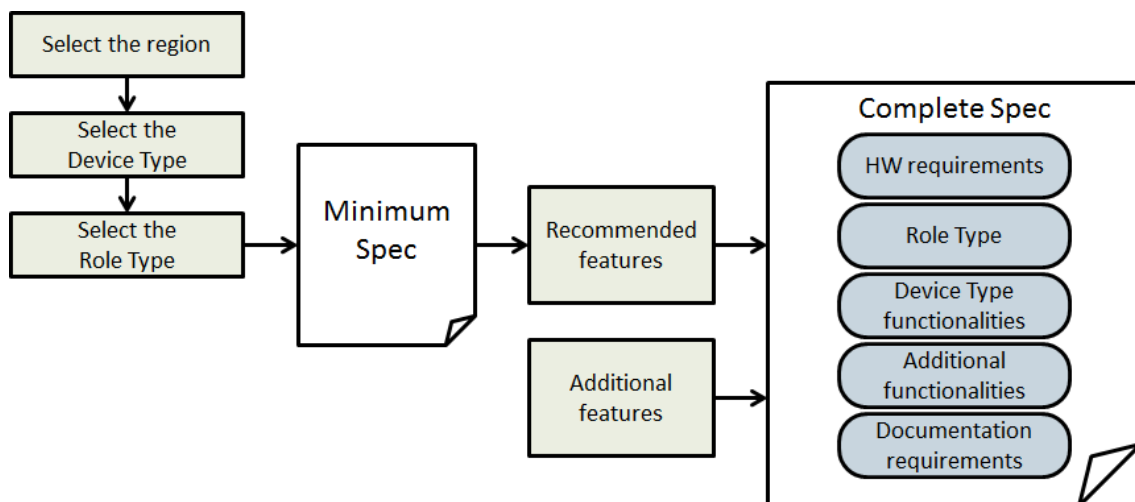 Select the region
Select the
Device Type
Select the
Role Type
Minimum
Spec
Recommended
features
Additional
features
Complete Spec
HW requirements
Role Type
Device Type
functionalities
Additional
functionalities
Documentation
requirements